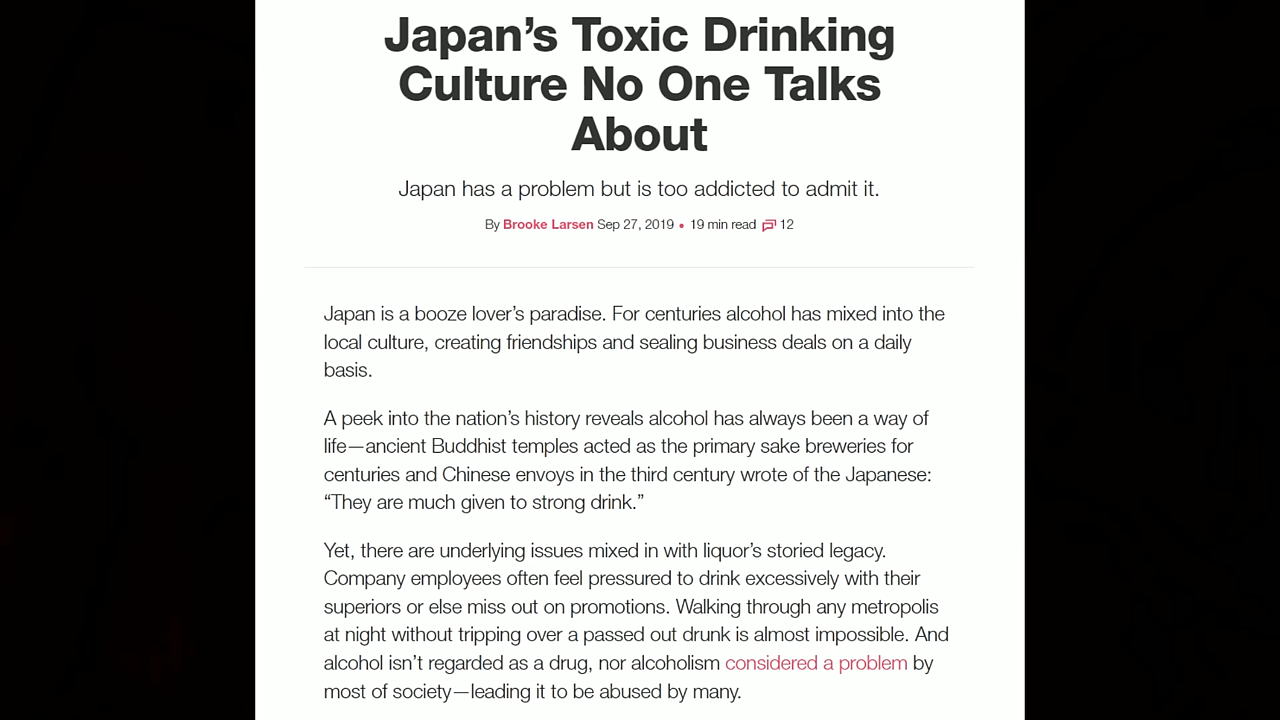 Japan’s Toxic Drinking
Culture No One Talks
About
Japan has a problem but is too addicted to admit it.
By Brooke Larsen Sep 27, 2019 • 19 min read 12
Japan is a booze lover’s paradise. For centuries alcohol has mixed into the
local culture, creating friendships and sealing business deals on a daily
basis.
A peek into the nation’s history reveals alcohol has always been a way of
life—ancient Buddhist temples acted as the primary sake breweries for
centuries and Chinese envoys in the third century wrote of the Japanese:
“They are much given to strong drink.”
Yet, there are underlying issues mixed in with liquor’s storied legacy.
Company employees often feel pressured to drink excessively with their
superiors or else miss out on promotions. Walking through any metropolis
at night without tripping over a passed out drunk is almost impossible. And
alcohol isn’t regarded as a drug, nor alcoholism considered a problem by
most of society—leading it to be abused by many.